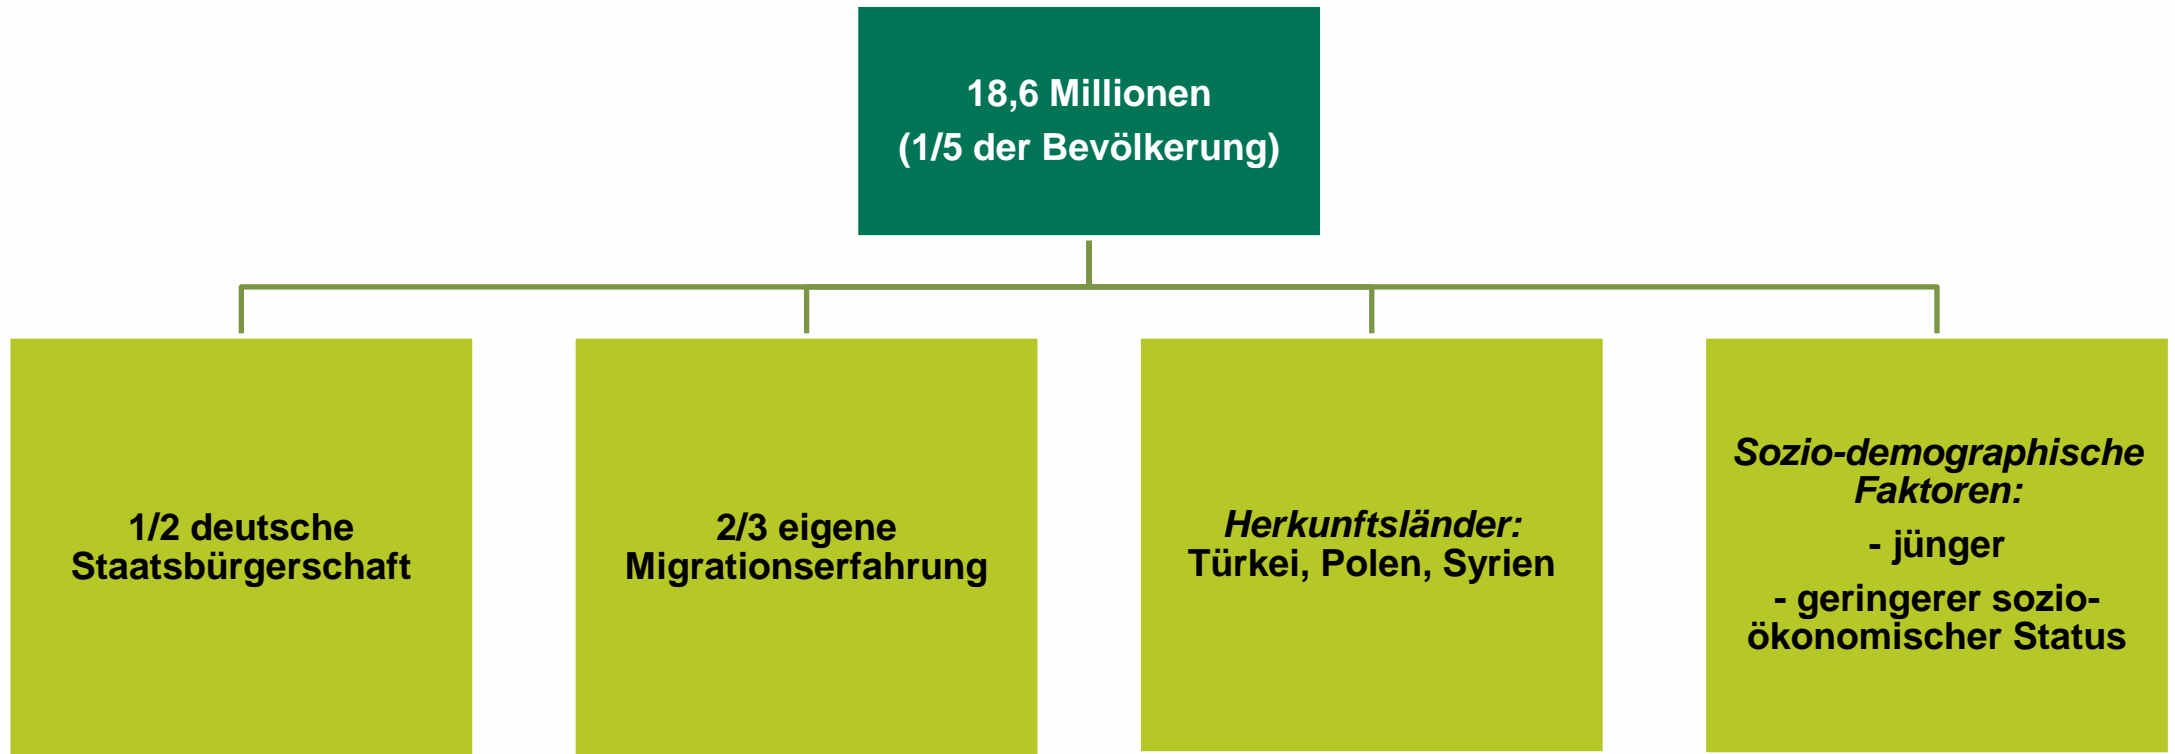 18,6 Millionen
(1/5 der Bevölkerung)
1/2 deutsche
Staatsbürgerschaft
2/3 eigene
Migrationserfahrung
Herkunftsländer:
Türkei, Polen, Syrien
Sozio-demographische
Faktoren:
- jünger
- geringerer sozio-
ökonomischer Status